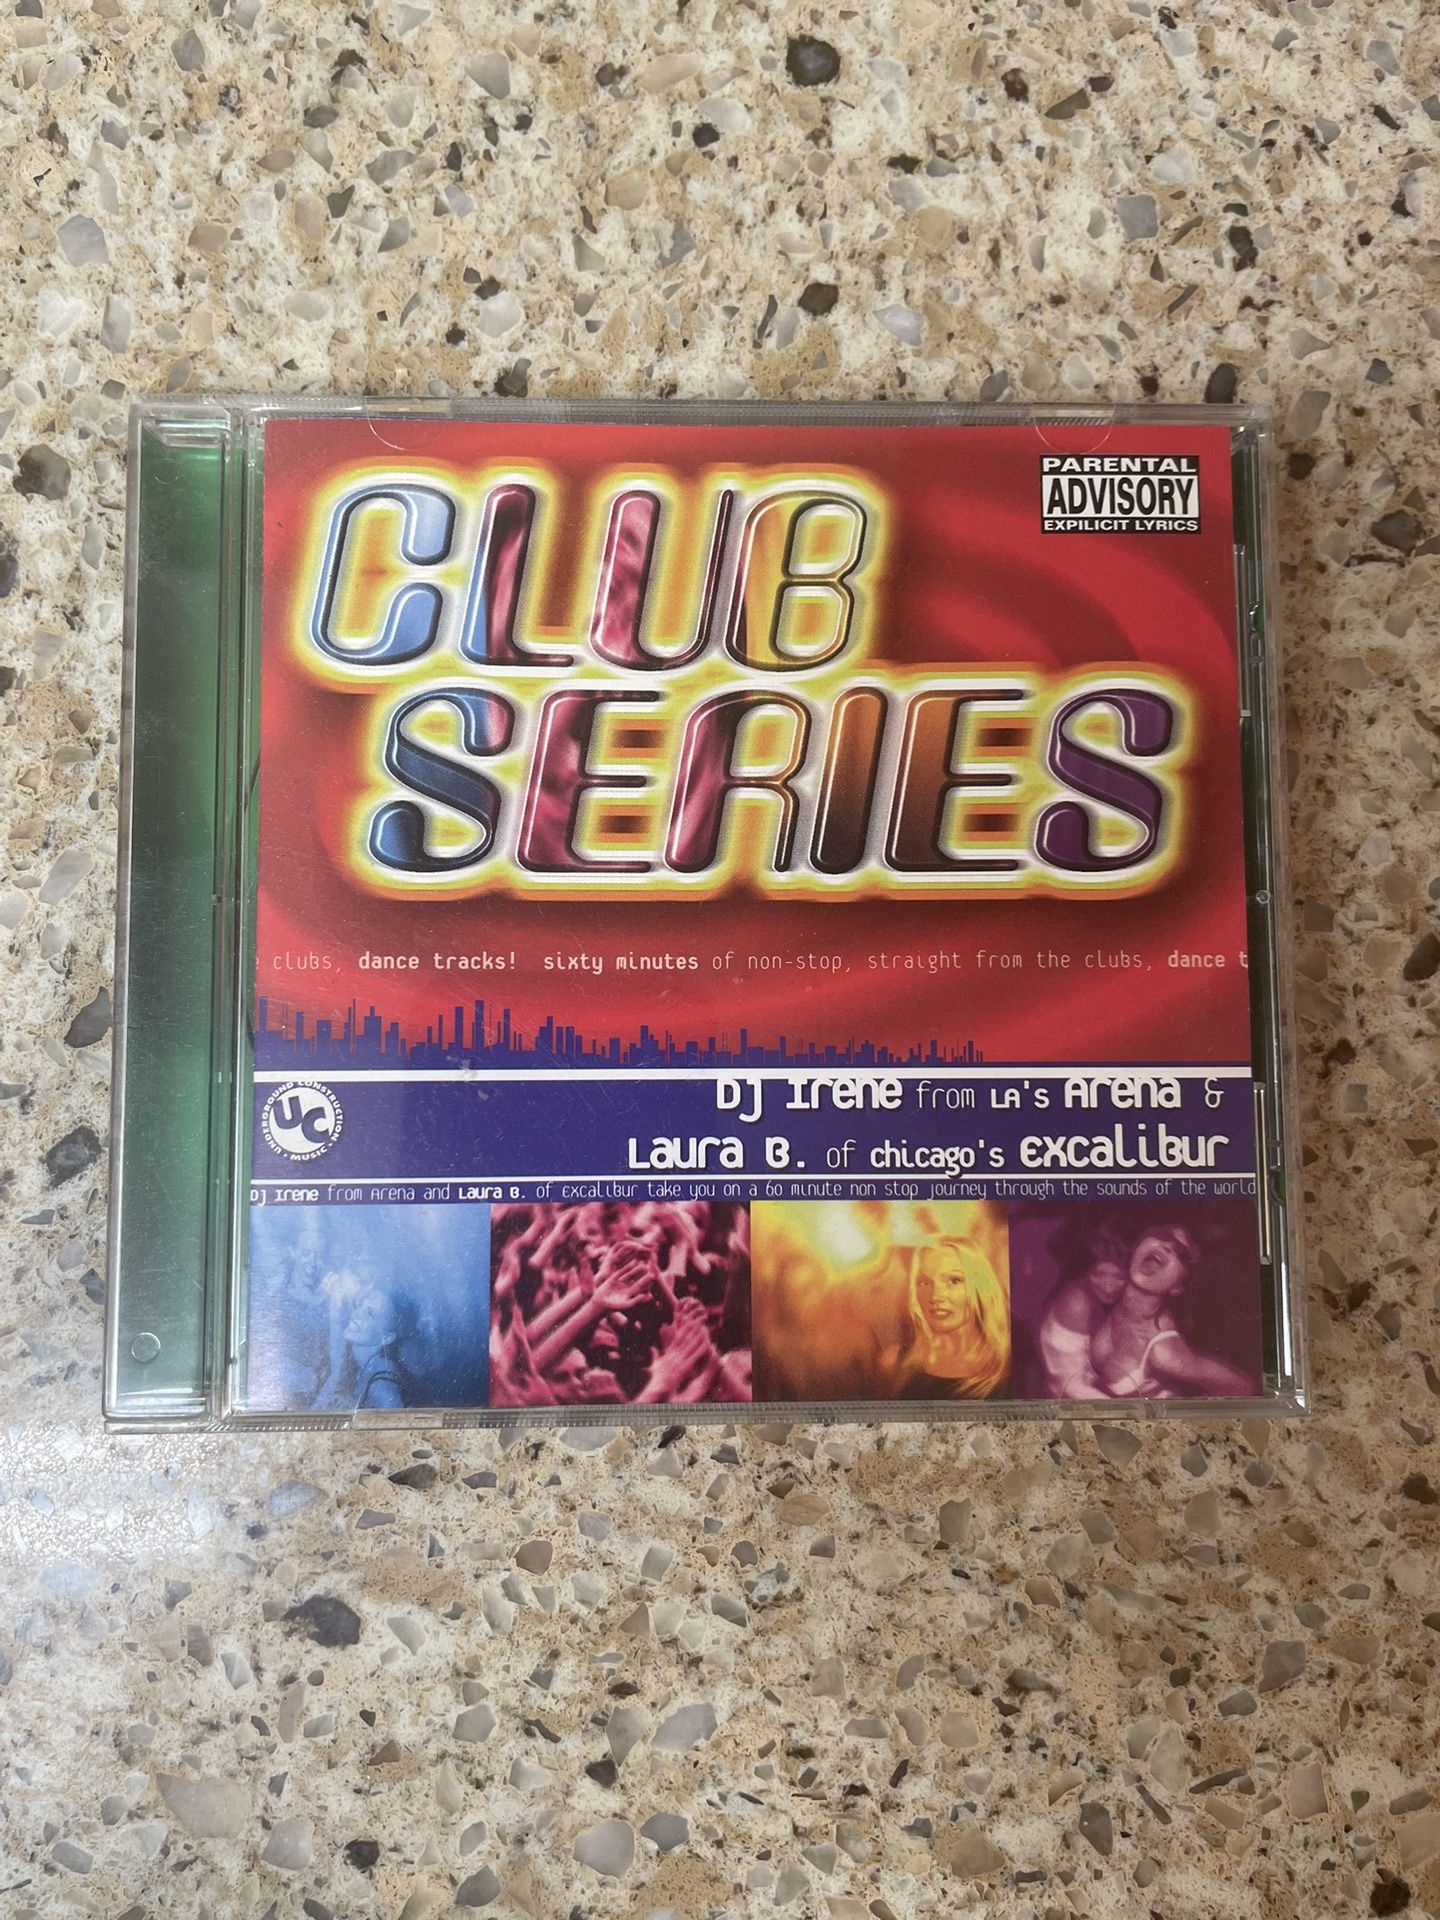 PARENTAL
ADVISORY
EXPLICIT LYRICS
CLUB
SERIES
e clubs, dance tracks! sixty minutes of non-stop, straight from the clubs, dance t
DJ Irene from LA's Arena &
Laura B. of Chicago's Excalibur
UNDERGROUND CONSTRUCTION
UC
MUSIC
DJ Irene from Arena and Laura B. of Excalibur take you on a 60 minute non stop journey through the sounds of the world